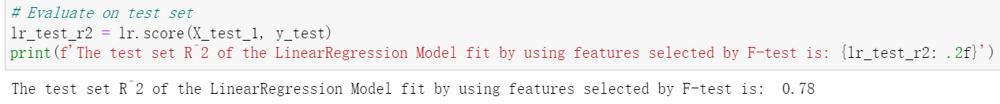 # Evaluate on test set
lr_test_r2 = lr.score(X_test_1, y_test)
print(f'The test set R^2 of the LinearRegression Model fit by using features selected by F-test is: {lr_test_r2: .2f}')
The test set R^2 of the LinearRegression Model fit by using features selected by F-test is:  0.78